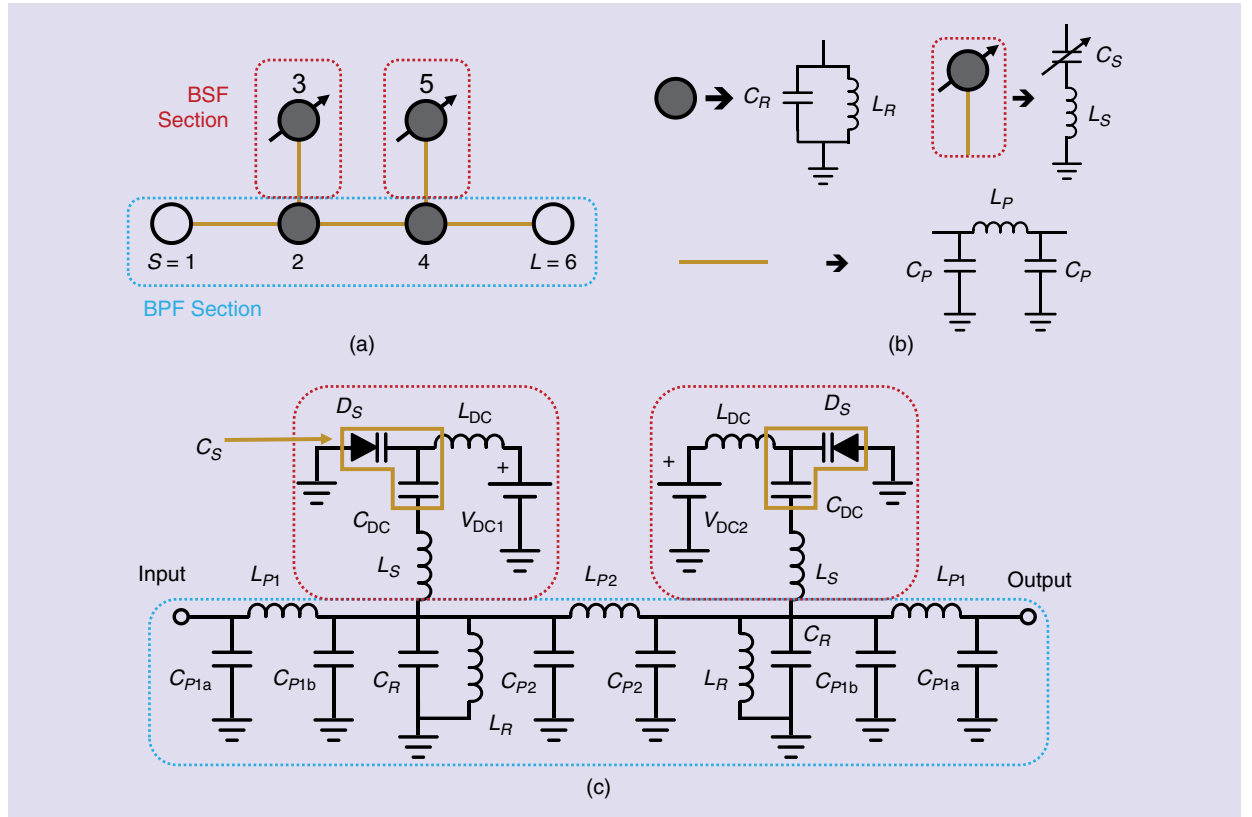 BSF
Section
3
5
S = 1
2
4
L = 6
BPF Section
(a)
C_R
L_R
C_S
L_S
L_P
C_P
C_P
(b)
C_S
D_S
L_DC
+
C_DC
V_DC1
L_S
L_DC
D_S
+
V_DC2
C_DC
L_S
Input
L_P1
L_P2
L_P1
Output
C_P1a
C_P1b
C_R
L_R
C_P2
C_P2
L_R
C_R
C_P1b
C_P1a
(c)